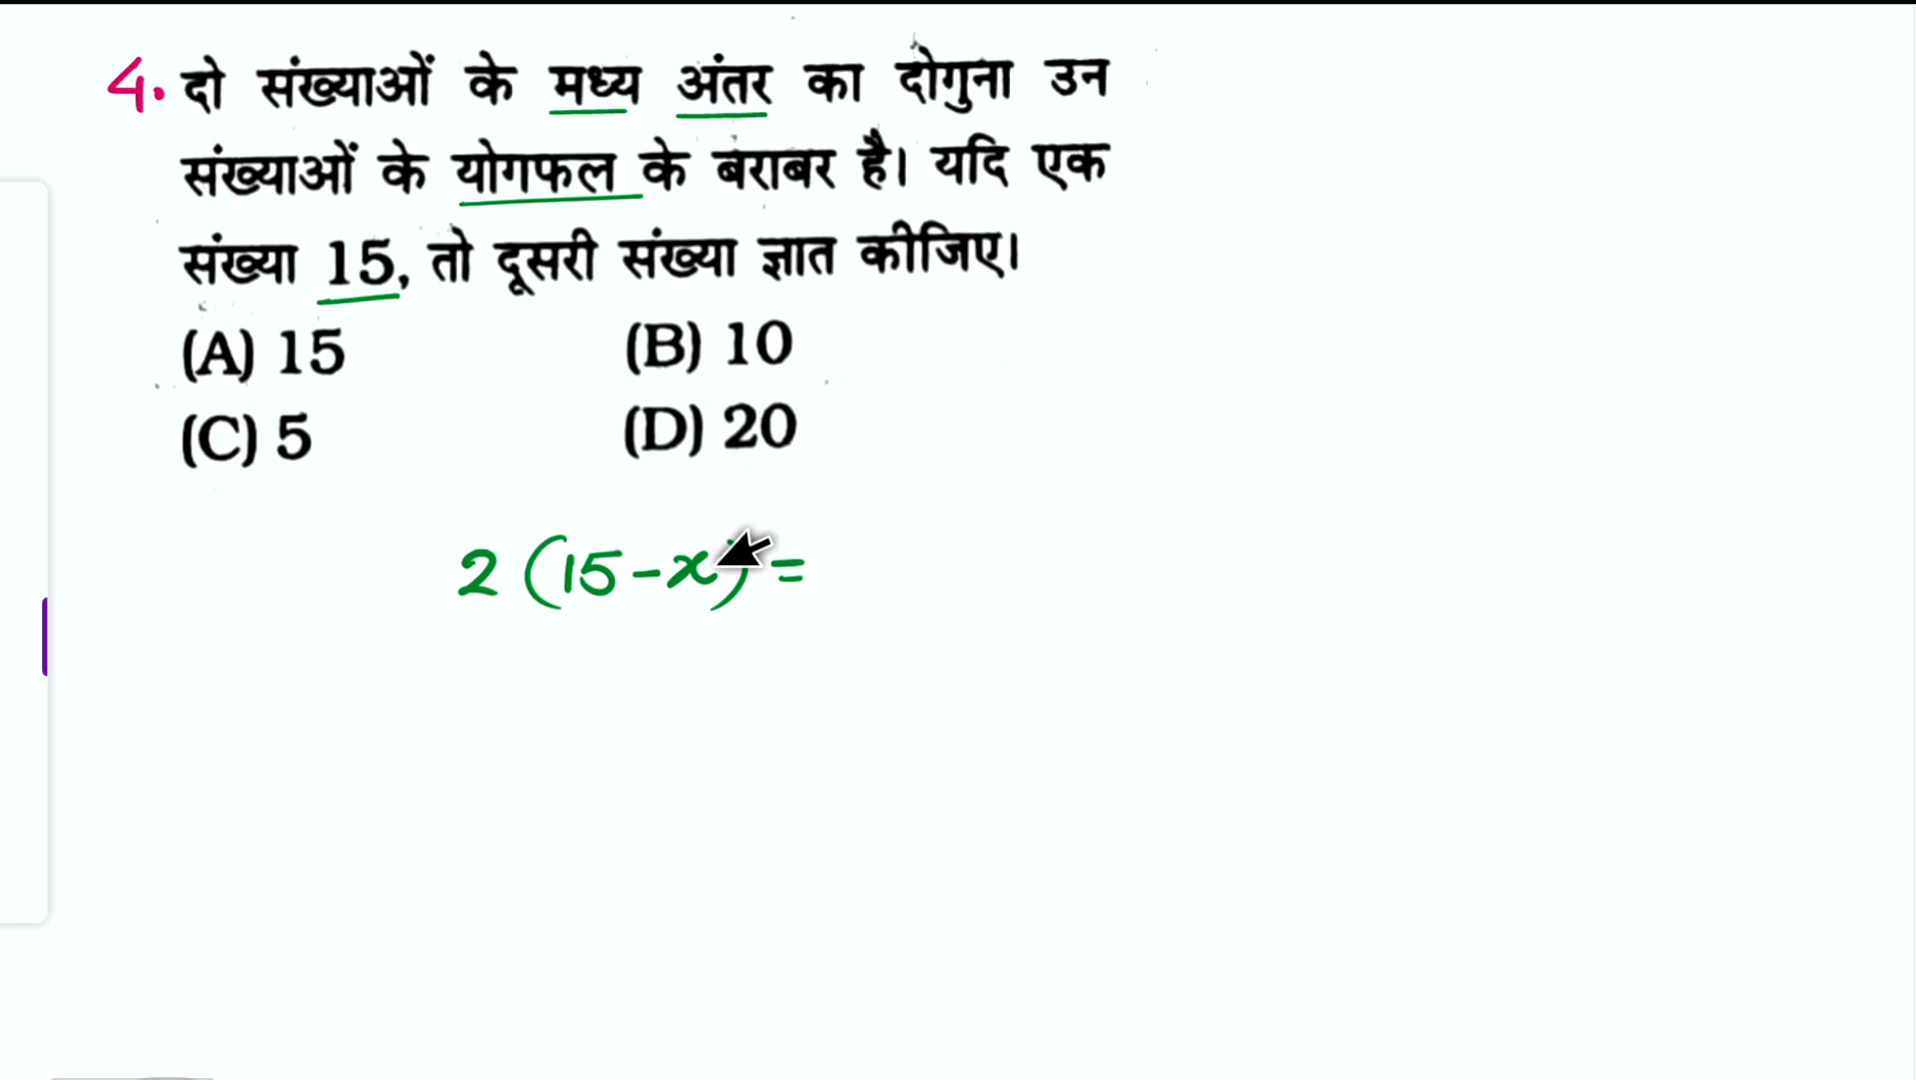 4. दो संख्याओं के मध्य अंतर का दोगुना उन
संख्याओं के योगफल के बराबर है। यदि एक
संख्या 15, तो दूसरी संख्या ज्ञात कीजिए।
(A) 15 (B) 10
(C) 5 (D) 20
2 (15-x) =